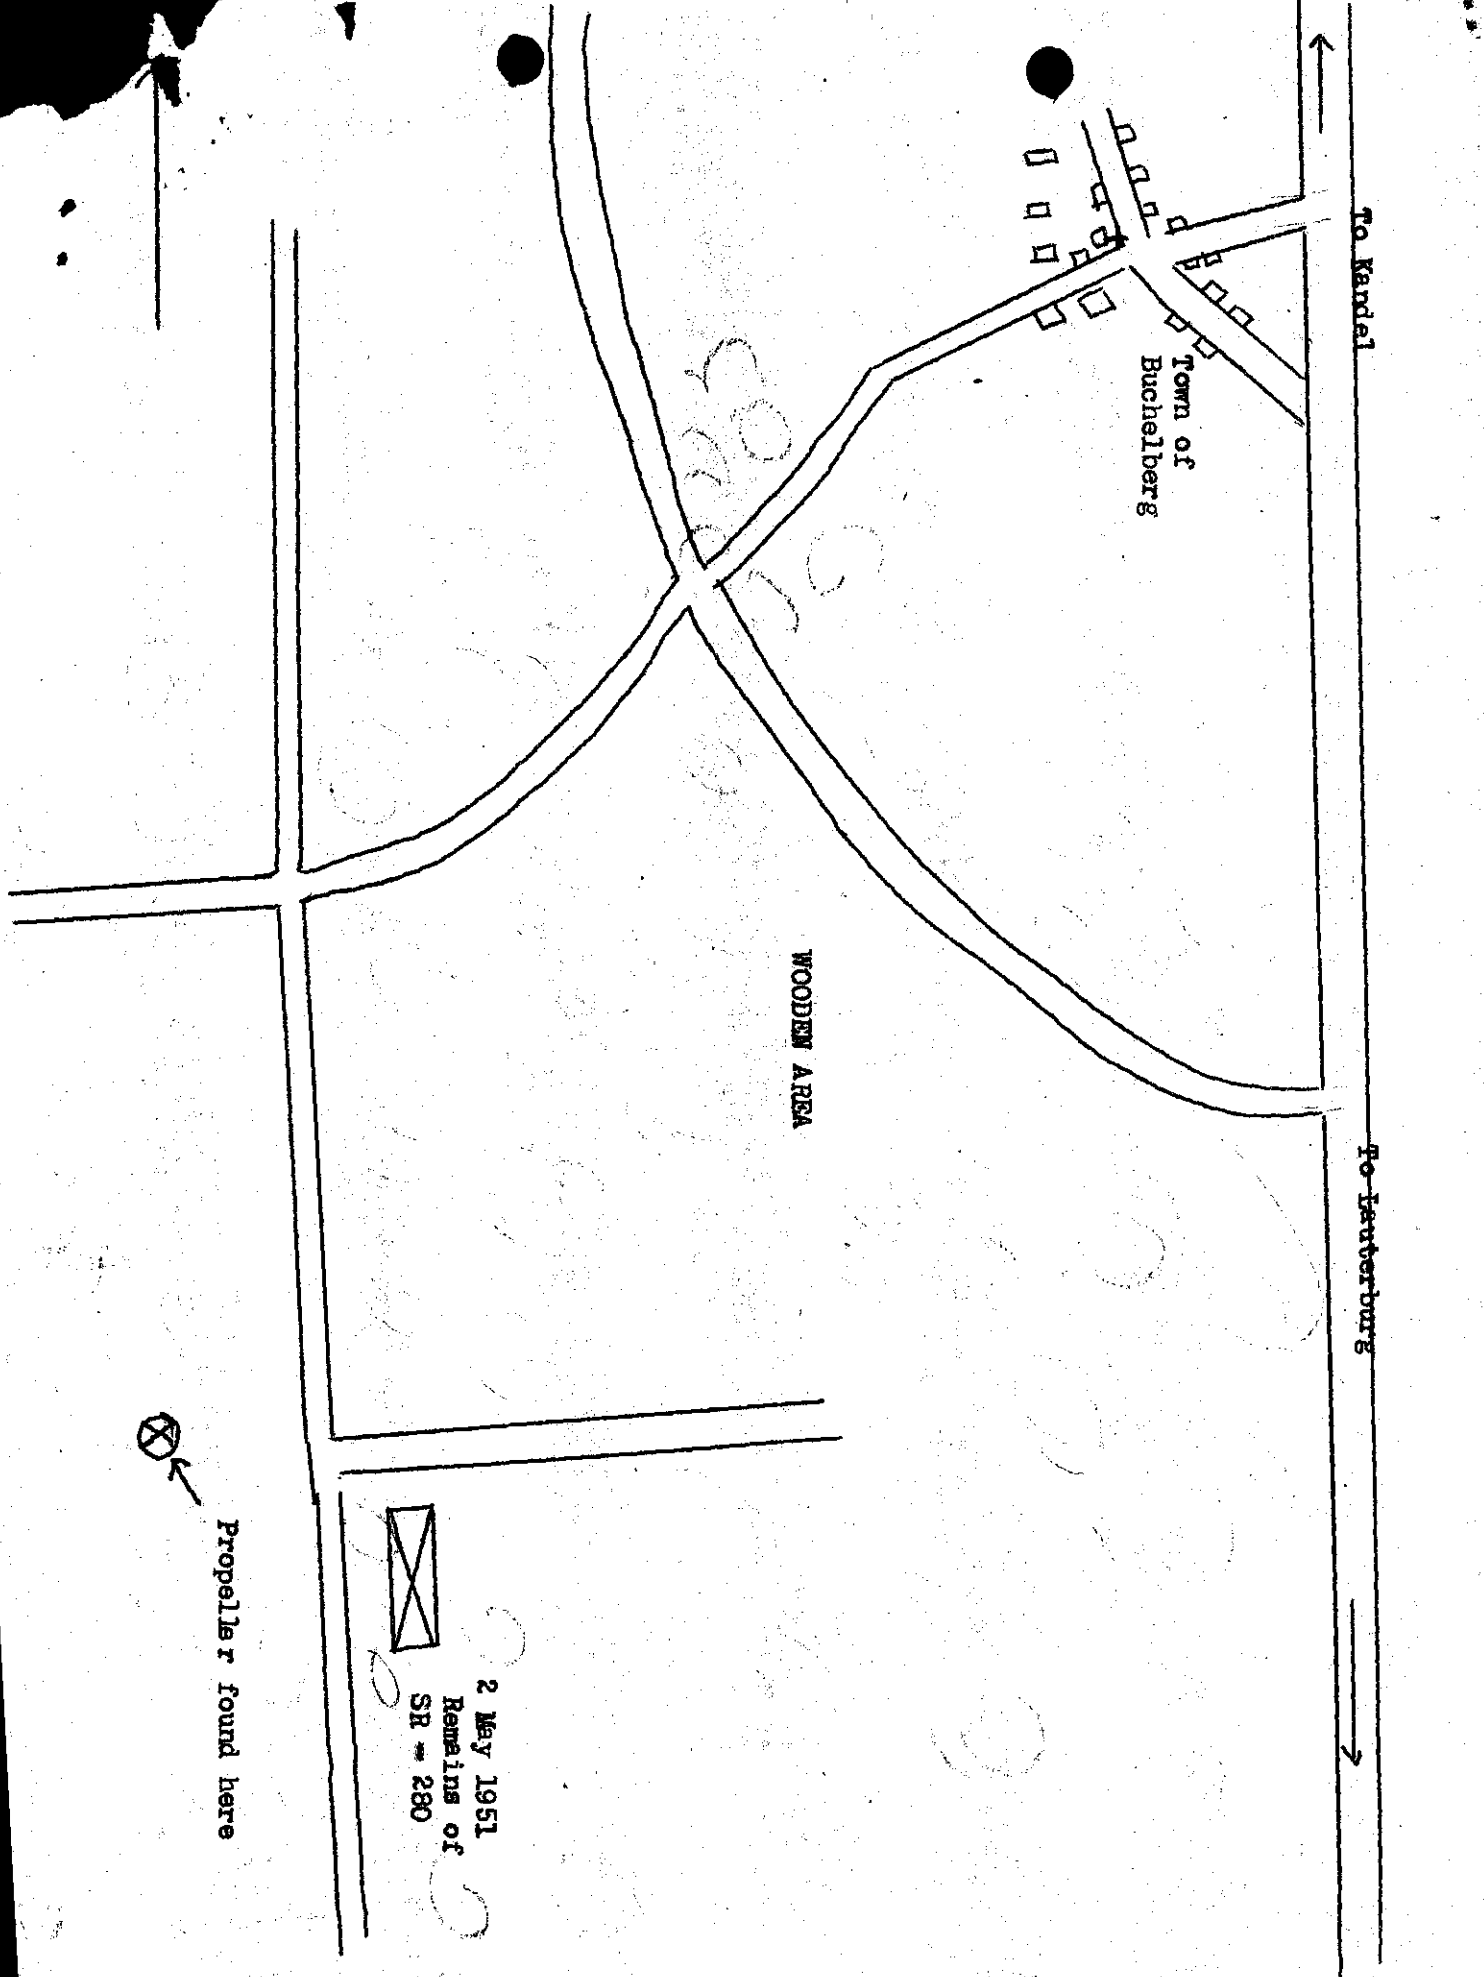 To Kandel
To Lauterburg
Town of
Buchelberg
WOODEN AREA
2 May 1951
Remains of
SR - 280
Propeller found here